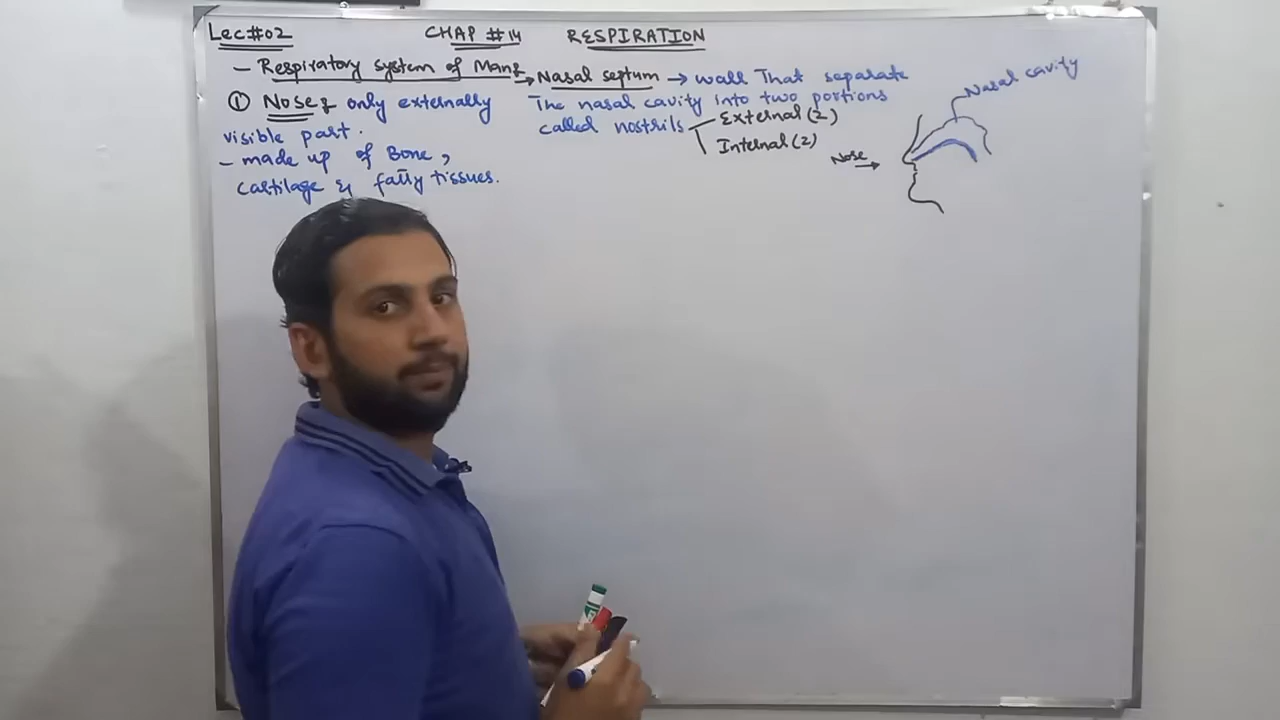 Lec#02 CHAP #14 RESPIRATION
- Respiratory system of Man:
① Nose: only externally
visible part.
- made up of Bone,
cartilage & fatty tissues.
→ Nasal septum → wall That separate
The nasal cavity into two portions
called nostrils External (2)
Internal (2)
Nasal cavity
Nose →